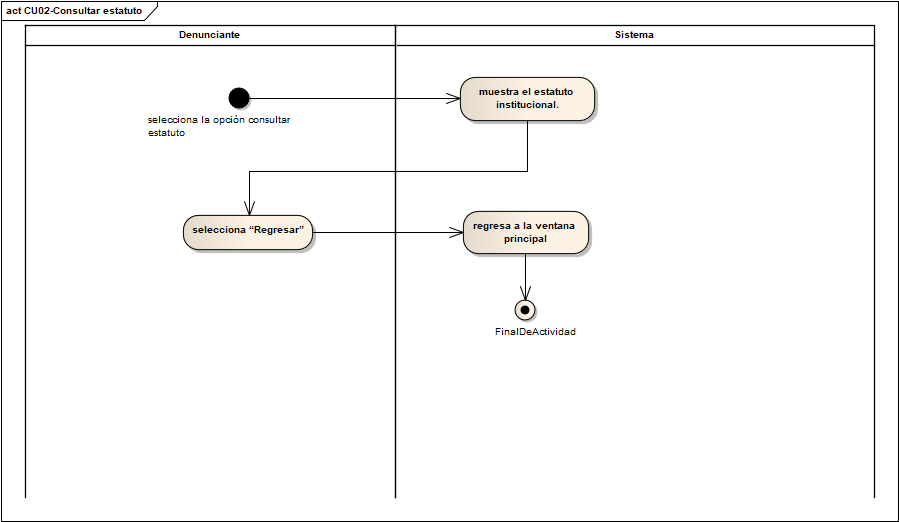 act CU02-Consultar estatuto
Denunciante
Sistema
selecciona la opción consultar
estatuto
muestra el estatuto
institucional.
selecciona “Regresar”
regresa a la ventana
principal
FinalDeActividad